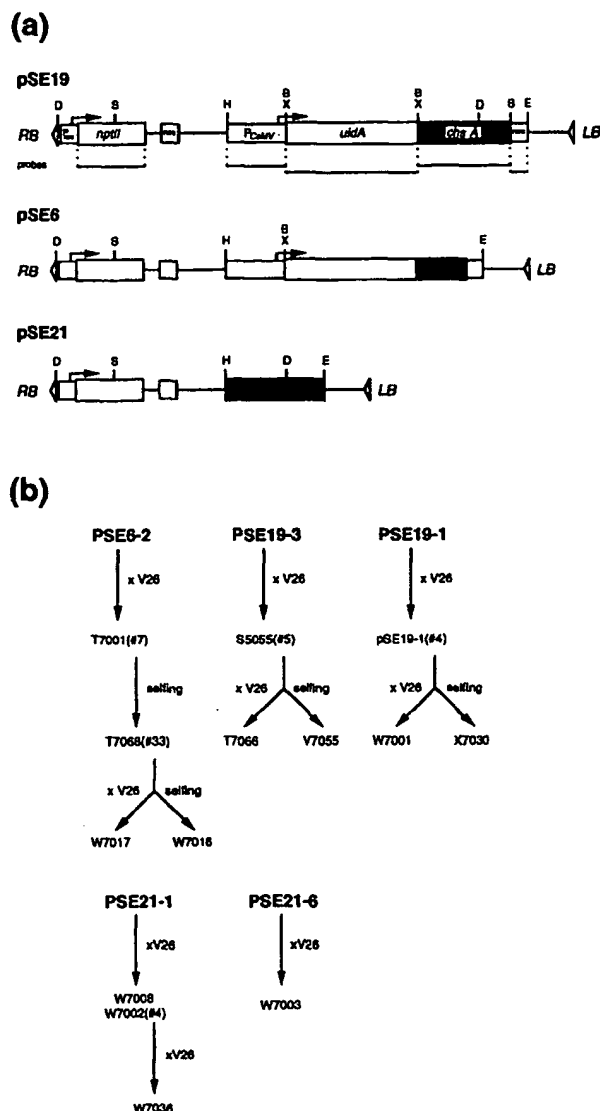 (a)
pSE19
D S H B X B X D S E
RB nptII PCaMV uidA chs A LB
probes
pSE6
D S H B X E
RB LB
pSE21
D S H D E
RB LB
(b)
PSE6-2 PSE19-3 PSE19-1
x V26 x V26 x V26
T7001(#7) S5055(#5) pSE19-1(#4)
selfing x V26 selfing x V26 selfing
T7068(#33) T7066 V7055 W7001 X7030
x V26 selfing
W7017 W7016
PSE21-1 PSE21-6
xV26 xV26
W7008
W7002(#4) W7003
xV26
W7036